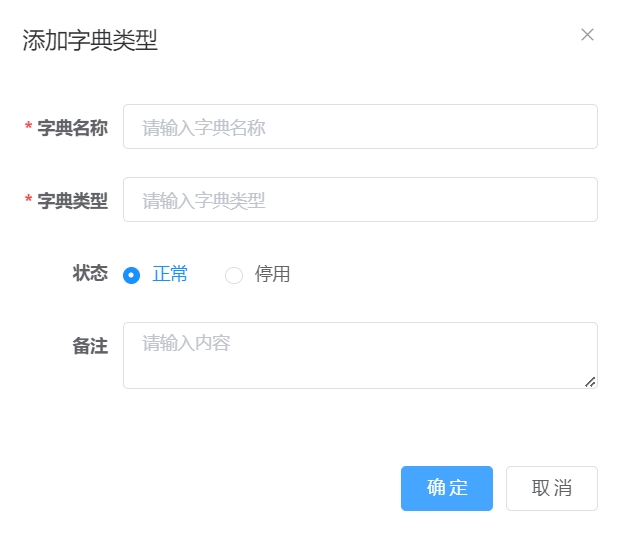 添加字典类型
* 字典名称 请输入字典名称
* 字典类型 请输入字典类型
状态 正常 停用
备注 请输入内容
确定 取消